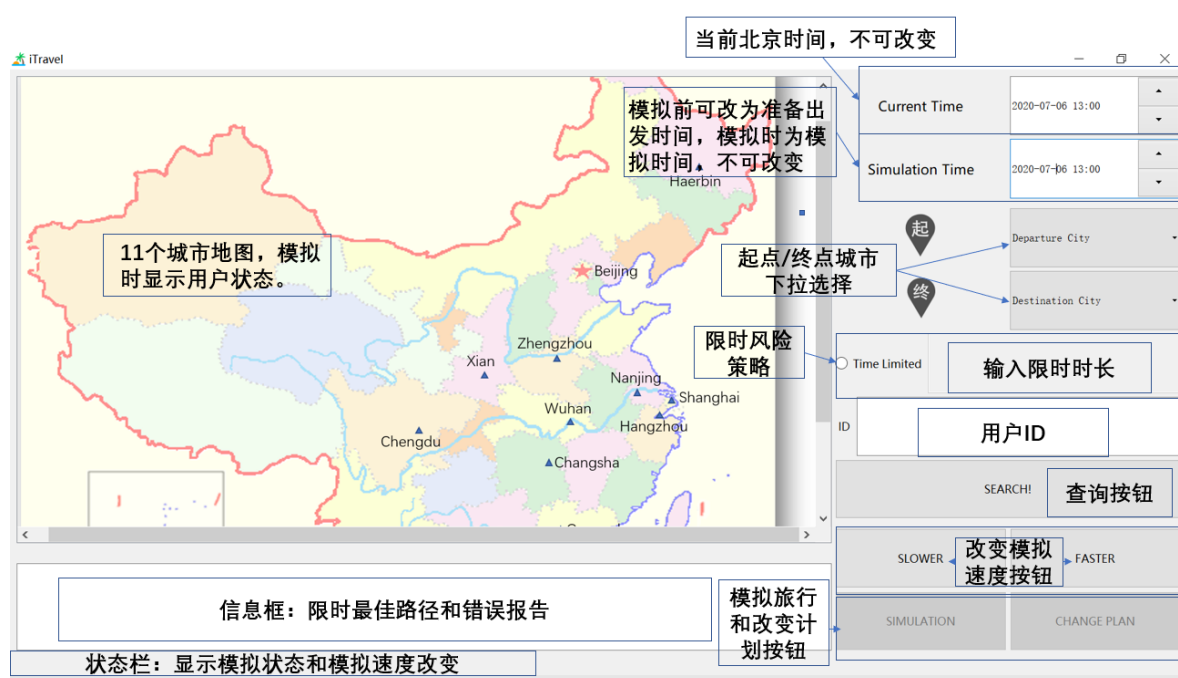 当前北京时间，不可改变
iTravel
模拟前可改为准备出
发时间，模拟时为模
拟时间，不可改变
Current Time
2020-07-06 13:00
Simulation Time
2020-07-06 13:00
Haerbin
起
Departure City
11个城市地图，模拟
时显示用户状态。
Beijing
起点/终点城市
下拉选择
终
Destination City
限时风险
策略
Time Limited
输入限时时长
Zhengzhou
Xian
Nanjing
Shanghai
Wuhan
Hangzhou
Chengdu
Changsha
ID
用户ID
SEARCH!
查询按钮
SLOWER
改变模拟
速度按钮
FASTER
信息框：限时最佳路径和错误报告
模拟旅行
和改变计
划按钮
SIMULATION
CHANGE PLAN
状态栏：显示模拟状态和模拟速度改变